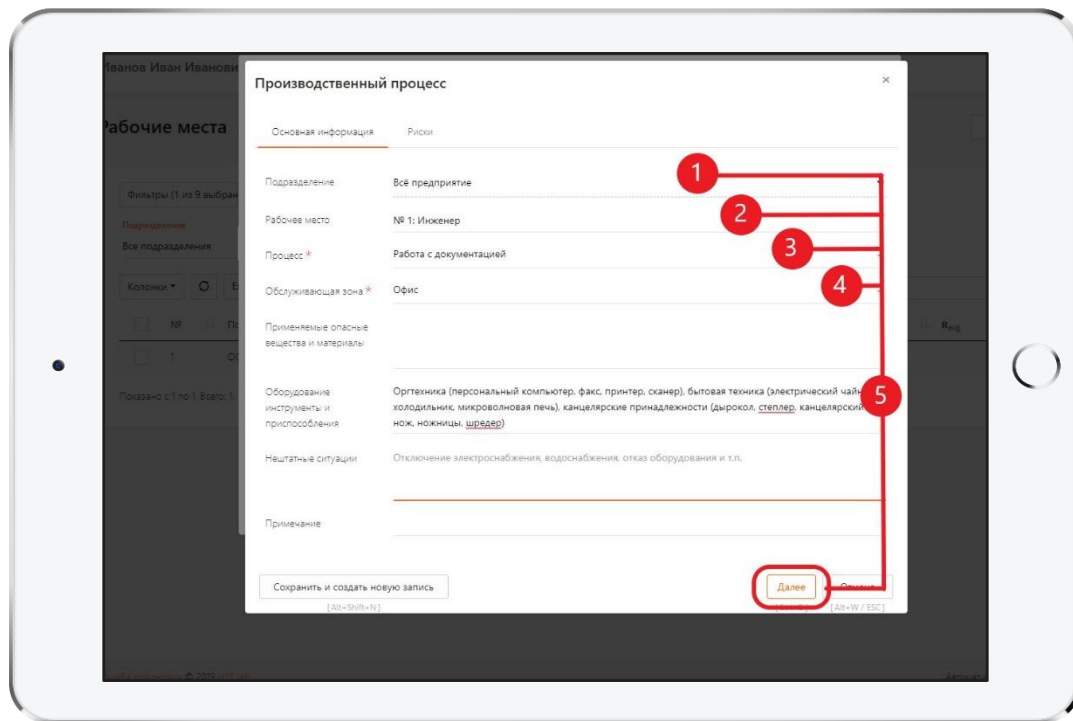 Иванов Иван Иванови
Производственный процесс ×
Рабочие места
Основная информация Риски
Подразделение Всё предприятие 1
Фильтры (1 из 9 выбран
Рабочее место № 1: Инженер 2
Подразделение
Все подразделения
Процесс * Работа с документацией 3
Колонки
Обслуживающая зона * Офис 4
№ По
Применяемые опасные
вещества и материалы
1
Показано с 1 по 1. Всего: 1.
Оборудование
инструменты и
приспособления
Оргтехника (персональный компьютер, факс, принтер, сканер), бытовая техника (электрический чайн
холодильник, микроволновая печь), канцелярские принадлежности (дырокол, степлер, канцелярский
нож, ножницы, шредер)
5
Нештатные ситуации Отключение электроснабжения, водоснабжения, отказ оборудования и т.п.
Примечание
Сохранить и создать новую запись Далее Отмена
[Alt+Shift+N] [Alt+W / ESC]
© 2019